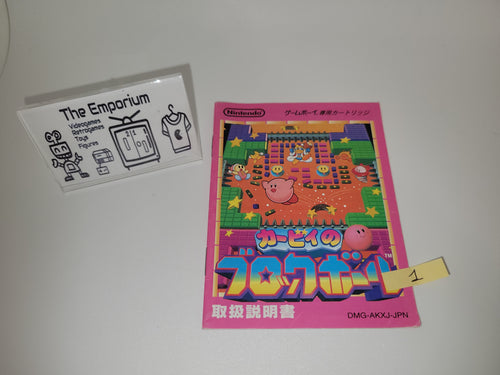 The Emporium
Videogames
Retrogames
Toys
Figures
Nintendo
ゲームボーイ専用カートリッジ
カービィの
ブロックボール
TM
1
取扱説明書
DMG-AKXJ-JPN